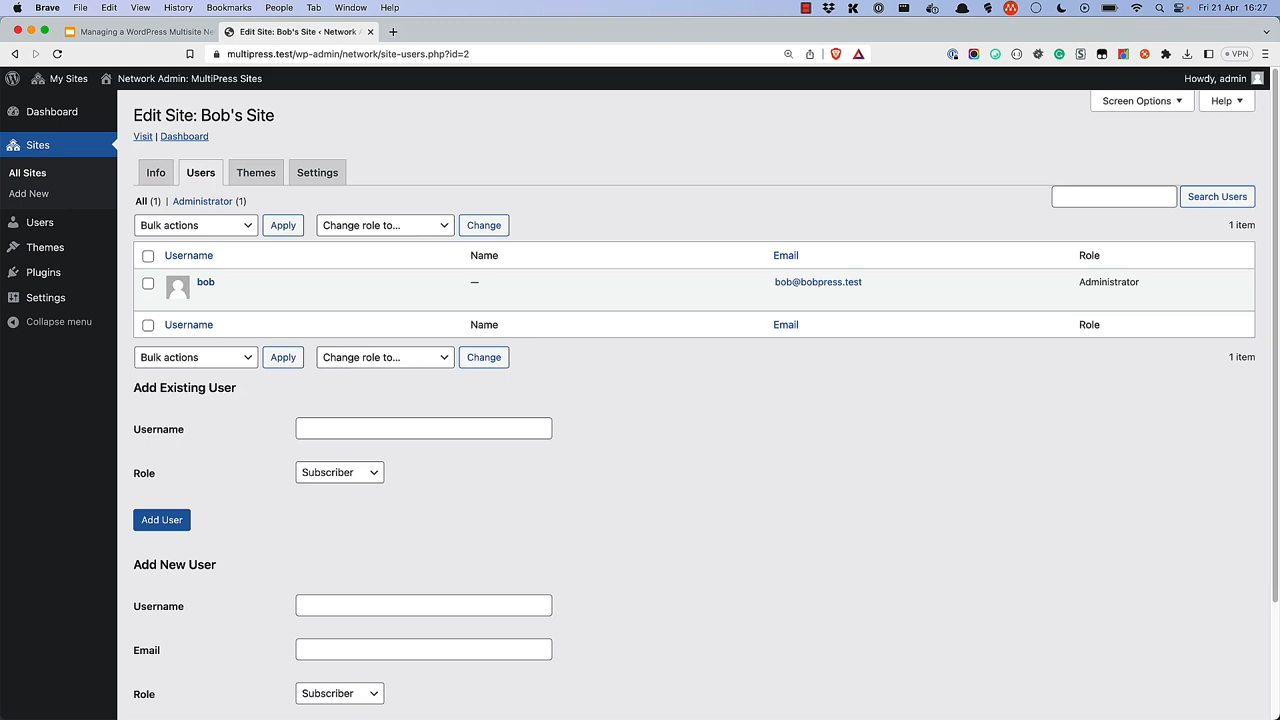 Brave File Edit View History Bookmarks People Tab Window Help Fri 21 Apr 16:27
Managing a WordPress Multisite Ne Edit Site: Bob's Site ‹ Network A
multipress.test/wp-admin/network/site-users.php?id=2 VPN
My Sites Network Admin: MultiPress Sites Howdy, admin
Dashboard
Sites
All Sites
Add New
Users
Themes
Plugins
Settings
Collapse menu
Screen Options Help
Edit Site: Bob's Site
Visit | Dashboard
Info Users Themes Settings
All (1) | Administrator (1)
Search Users
Bulk actions Apply Change role to... Change 1 item
Username Name Email Role
bob — bob@bobpress.test Administrator
Username Name Email Role
Bulk actions Apply Change role to... Change 1 item
Add Existing User
Username
Role Subscriber
Add User
Add New User
Username
Email
Role Subscriber